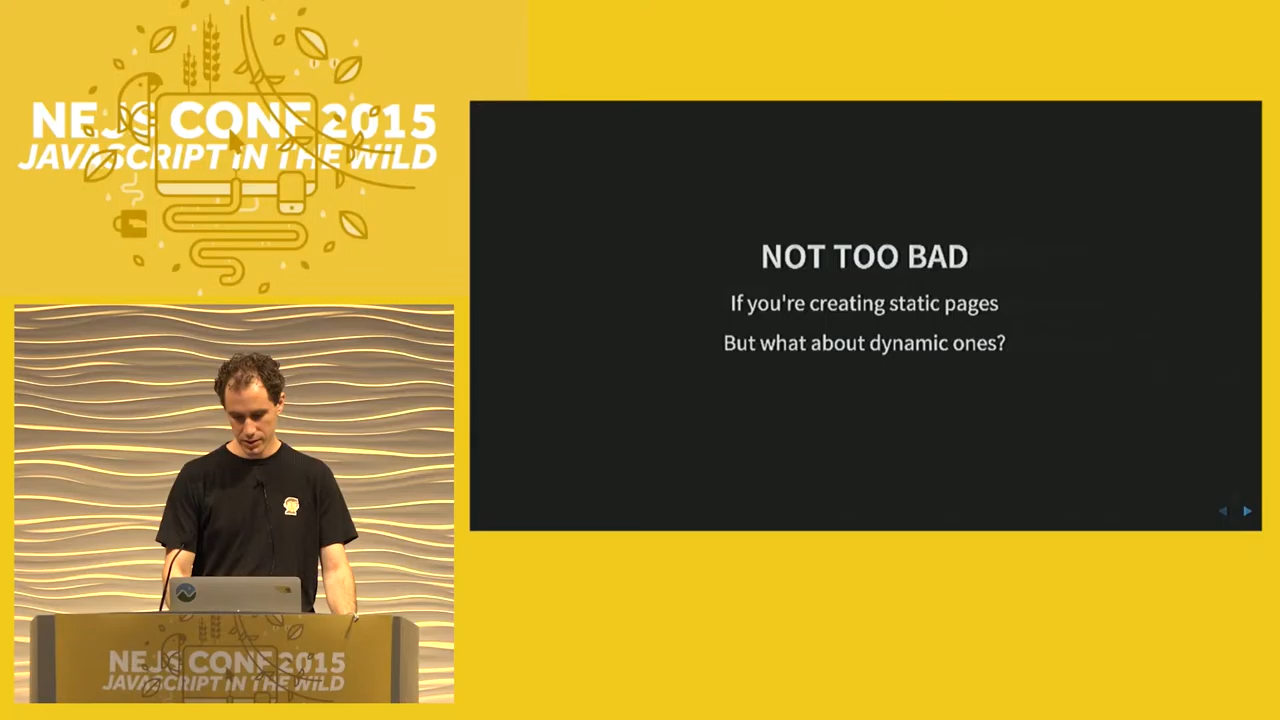 NEJS CONF 2015
JAVASCRIPT IN THE WILD
NOT TOO BAD
If you're creating static pages
But what about dynamic ones?
NEJS CONF 2015
JAVASCRIPT IN THE WILD